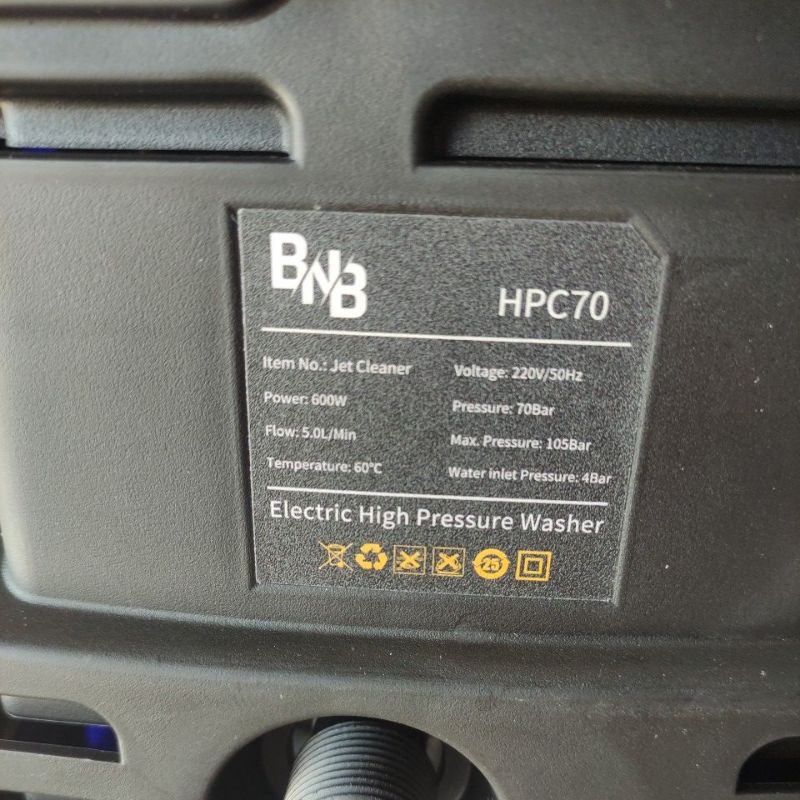 BNB
HPC70
Item No.: Jet Cleaner
Voltage: 220V/50Hz
Power: 600W
Pressure: 70Bar
Flow: 5.0L/Min
Max. Pressure: 105Bar
Temperature: 60°C
Water inlet Pressure: 4Bar
Electric High Pressure Washer
25